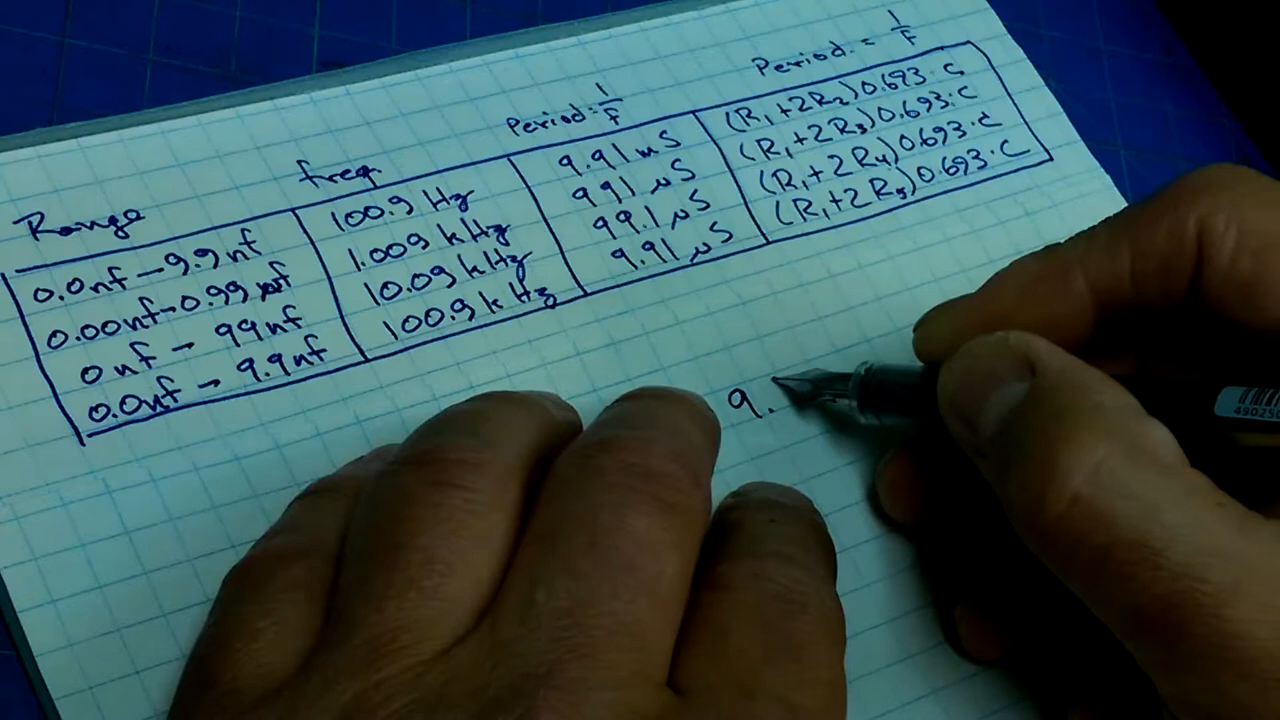 Period = 1/F
Period = 1/F
freq.
Range
0.0nf - 9.9nf 100.9 Hz 9.91 mS (R1+2R2)0.693·C
0.00nf - 0.99 µf 1.009 kHz 991 µS (R1+2R3)0.693·C
0nf - 99nf 10.09 kHz 99.1 µS (R1+2R4)0.693·C
0.0nf - 9.9nf 100.9 kHz 9.91 µS (R1+2R5)0.693·C
9.